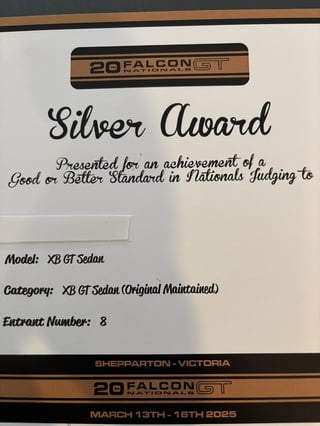 20 FALCON GT
NATIONALS
Silver Award
Presented for an achievement of a
Good or Better Standard in Nationals Judging to
Model: XB GT Sedan
Category: XB GT Sedan (Original Maintained)
Entrant Number: 8
SHEPPARTON - VICTORIA
20 FALCON GT
NATIONALS
MARCH 13TH - 16TH 2025